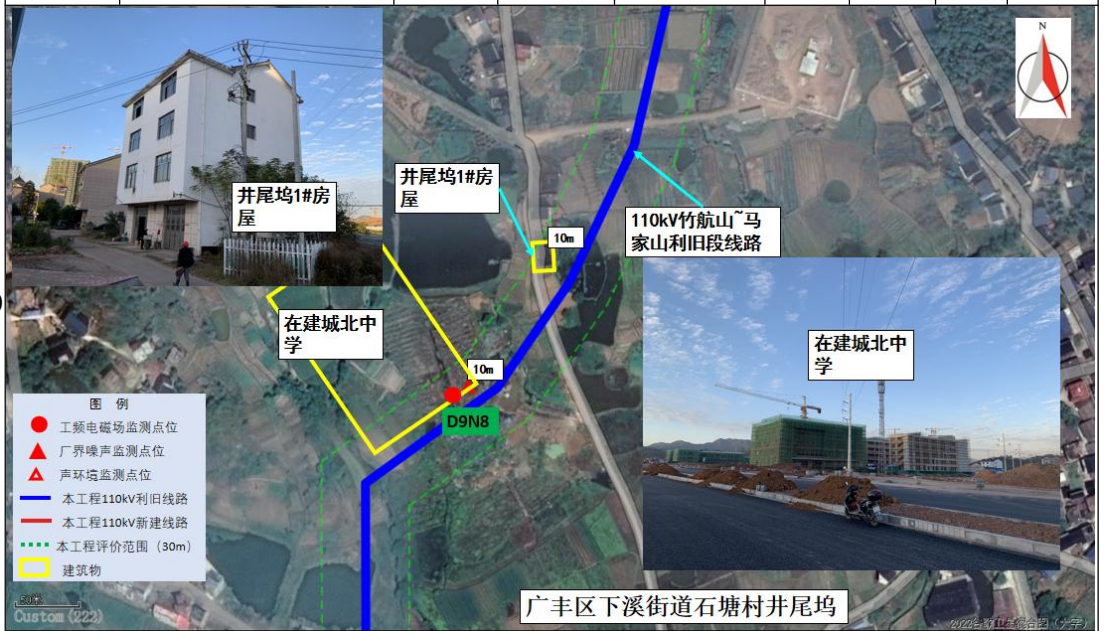 N
井尾坞1#房
屋
井尾坞1#房
屋
10m
110kV竹航山~马
家山利旧段线路
在建城北中
学
在建城北中
学
10m
D9N8
图 例
工频电磁场监测点位
厂界噪声监测点位
声环境监测点位
本工程110kV利旧线路
本工程110kV新建线路
本工程评价范围（30m）
建筑物
50米
Custom (222)
广丰区下溪街道石塘村井尾坞